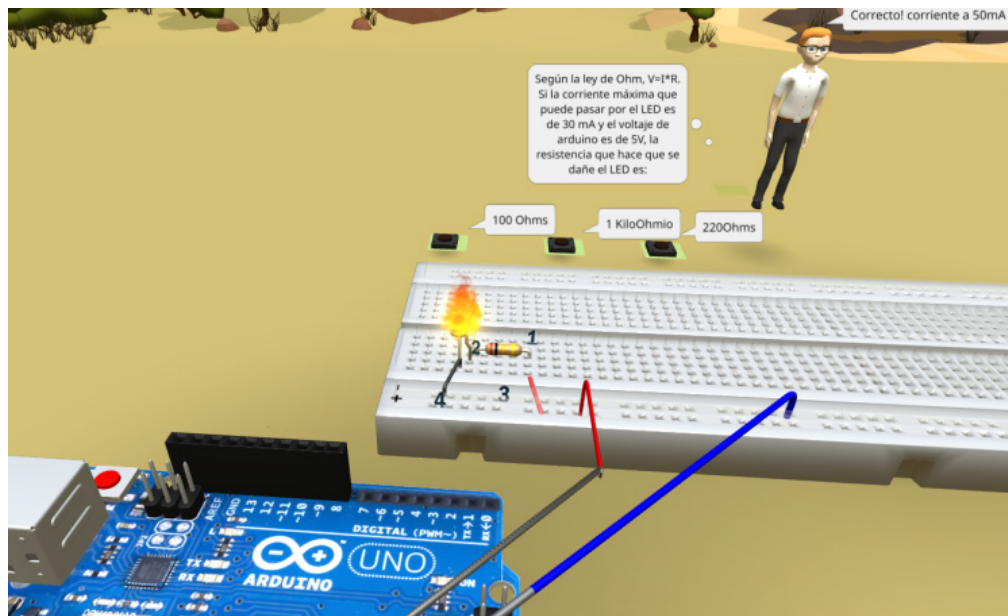 Correcto! corriente a 50mA
Según la ley de Ohm, V=I*R.
Si la corriente máxima que
puede pasar por el LED es
de 30 mA y el voltaje de
arduino es de 5V, la
resistencia que hace que se
dañe el LED es:
100 Ohms
1 KiloOhmio
220Ohms
1
2
3
4
-
+
AREF
GND
13
12
~11
~10
~9
8
7
~6
~5
4
~3
2
TX→1
RX←0
DIGITAL (PWM~)
L
TX
RX
UNO
ARDUINO
ON